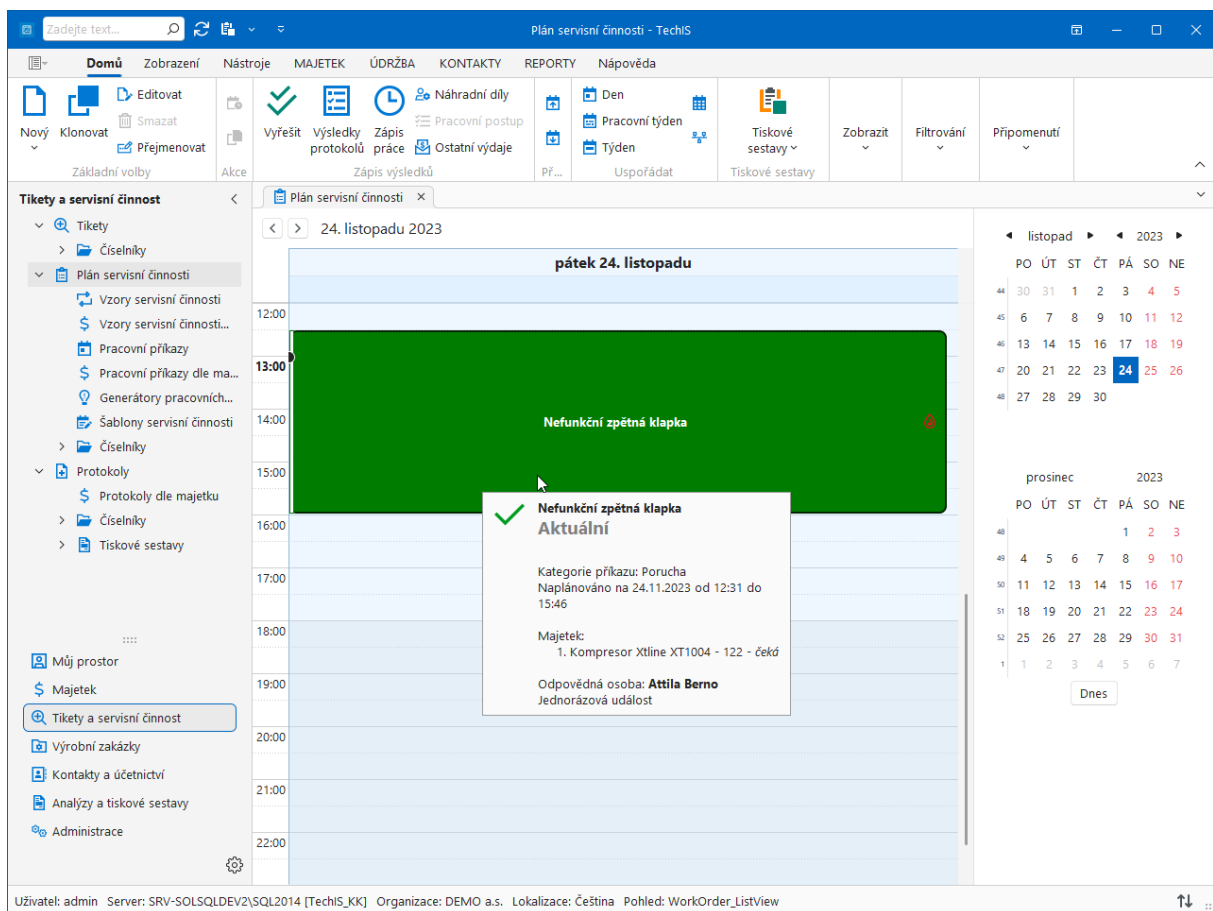 Zadejte text...
Plán servisní činnosti - TechIS
Domů Zobrazení Nástroje MAJETEK ÚDRŽBA KONTAKTY REPORTY Nápověda
Nový
Klonovat
Editovat
Smazat
Přejmenovat
Základní volby
Akce
Vyřešit
Výsledky
protokolů
Zápis
práce
Náhradní díly
Pracovní postup
Ostatní výdaje
Zápis výsledků
Př...
Den
Pracovní týden
Týden
Uspořádat
Tiskové
sestavy
Tiskové sestavy
Zobrazit
Filtrování
Připomenutí
Tikety a servisní činnost
Tikety
Číselníky
Plán servisní činnosti
Vzory servisní činnosti
Vzory servisní činnosti...
Pracovní příkazy
Pracovní příkazy dle ma...
Generátory pracovních...
Šablony servisní činnosti
Číselníky
Protokoly
Protokoly dle majetku
Číselníky
Tiskové sestavy
Můj prostor
Majetek
Tikety a servisní činnost
Výrobní zakázky
Kontakty a účetnictví
Analýzy a tiskové sestavy
Administrace
Plán servisní činnosti
24. listopadu 2023
pátek 24. listopadu
12:00
13:00
14:00
15:00
16:00
17:00
18:00
19:00
20:00
21:00
22:00
Nefunkční zpětná klapka
Nefunkční zpětná klapka
Aktuální
Kategorie příkazu: Porucha
Naplánováno na 24.11.2023 od 12:31 do
15:46
Majetek:
1. Kompresor Xtline XT1004 - 122 - čeká
Odpovědná osoba: Attila Berno
Jednorázová událost
listopad 2023
PO ÚT ST ČT PÁ SO NE
44 30 31 1 2 3 4 5
45 6 7 8 9 10 11 12
46 13 14 15 16 17 18 19
47 20 21 22 23 24 25 26
48 27 28 29 30
prosinec 2023
PO ÚT ST ČT PÁ SO NE
48 1 2 3
49 4 5 6 7 8 9 10
50 11 12 13 14 15 16 17
51 18 19 20 21 22 23 24
52 25 26 27 28 29 30 31
1 1 2 3 4 5 6 7
Dnes
Uživatel: admin Server: SRV-SOLSQLDEV2\SQL2014 [TechIS_KK] Organizace: DEMO a.s. Lokalizace: Čeština Pohled: WorkOrder_ListView